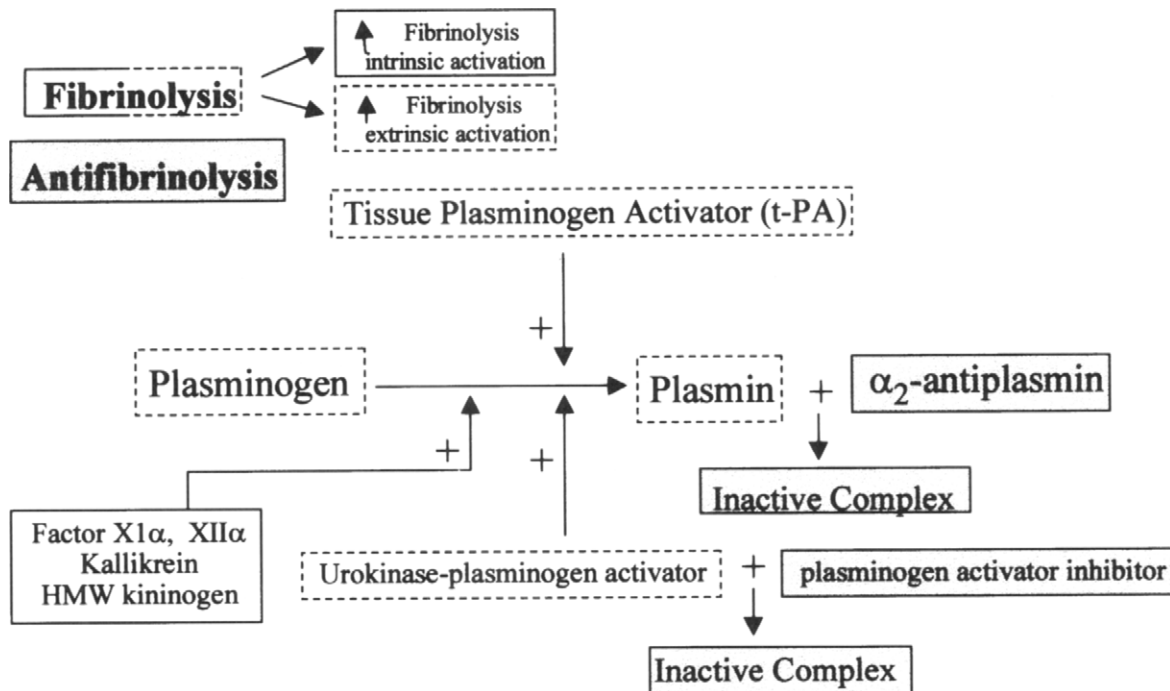 Fibrinolysis
Fibrinolysis
intrinsic activation
Fibrinolysis
extrinsic activation
Antifibrinolysis
Tissue Plasminogen Activator (t-PA)
+
Plasminogen
Plasmin
+
α₂-antiplasmin
+
+
Inactive Complex
Factor X1α, XIIα
Kallikrein
HMW kininogen
Urokinase-plasminogen activator
+
plasminogen activator inhibitor
Inactive Complex